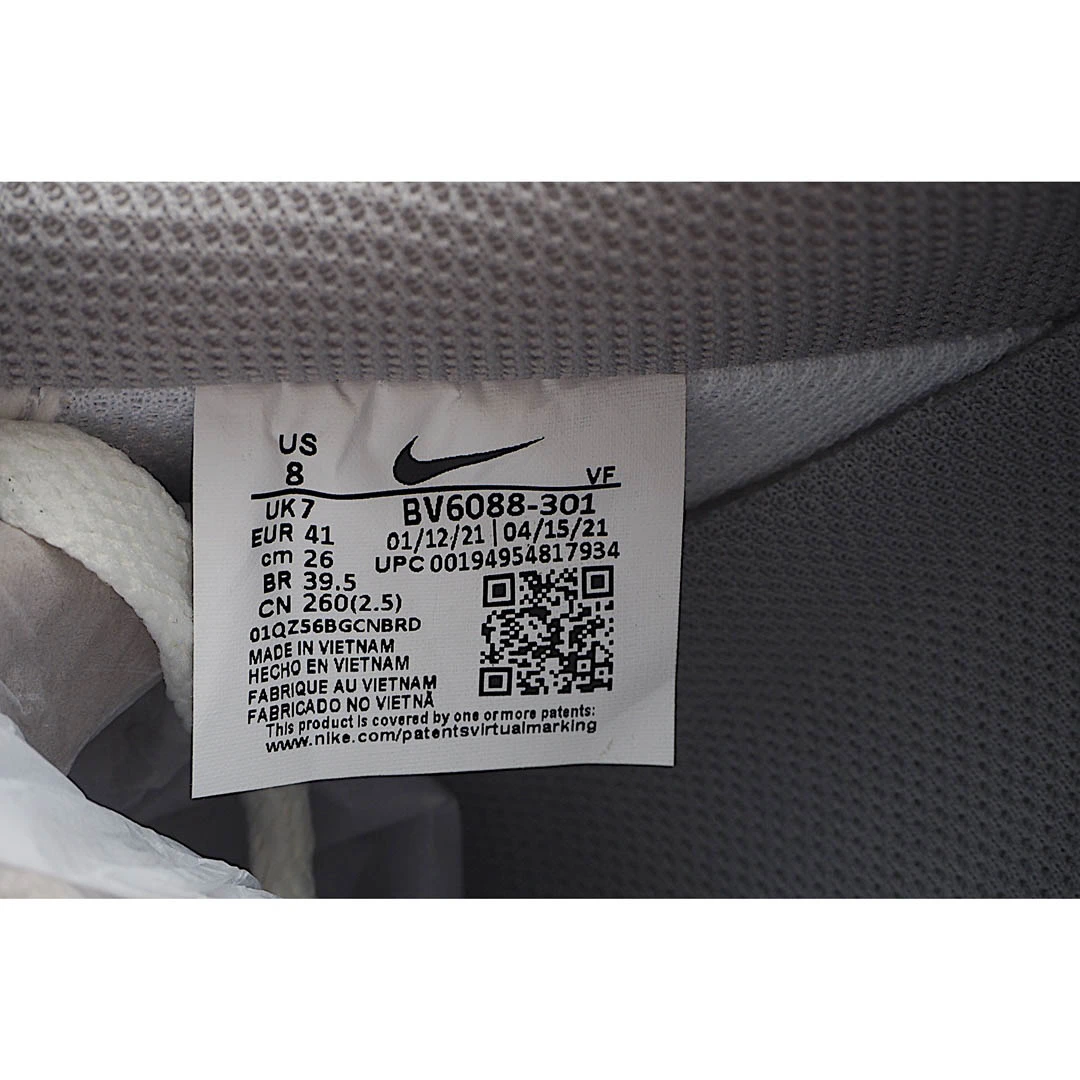 US
8
VF
UK 7
BV6088-301
EUR 41
01/12/21 | 04/15/21
cm 26
UPC 00194954817934
BR 39.5
CN 260(2.5)
01QZ56BGCNBRD
MADE IN VIETNAM
HECHO EN VIETNAM
FABRIQUE AU VIETNAM
FABRICADO NO VIETNÃ
This product is covered by one or more patents:
www.nike.com/patentsvirtualmarking